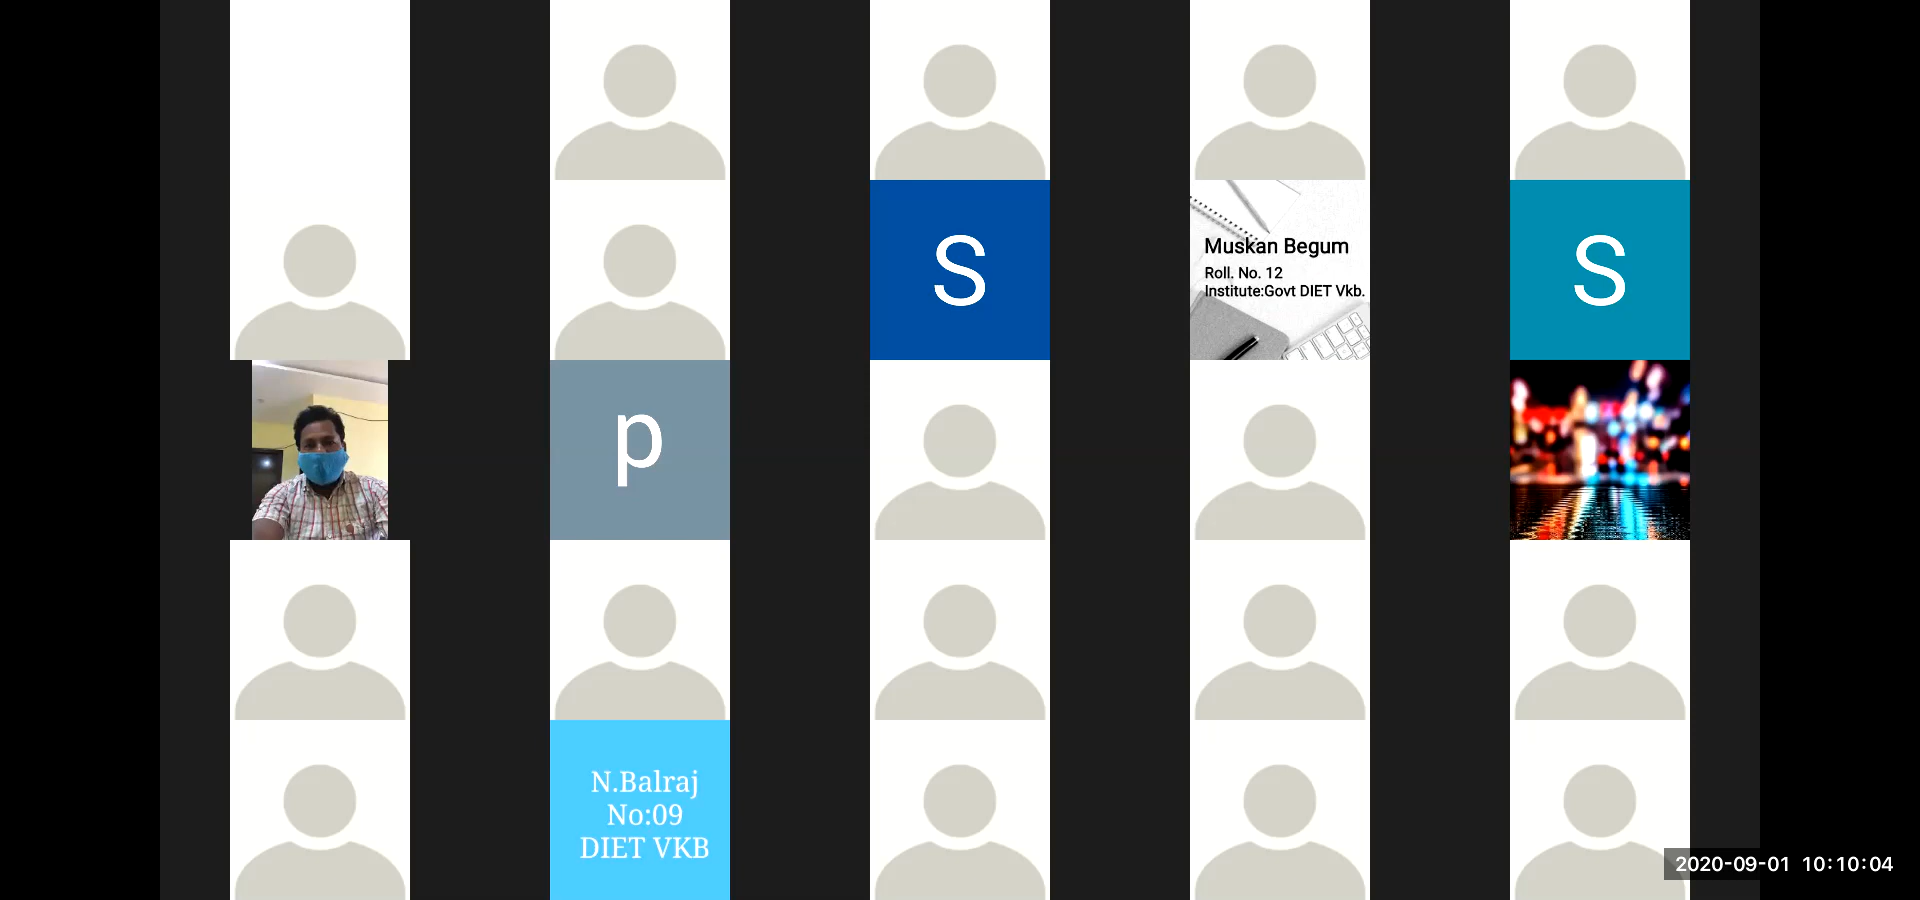 S
Muskan Begum
Roll. No. 12
Institute:Govt DIET Vkb.
S
p
N.Balraj
No:09
DIET VKB
2020-09-01 10:10:04